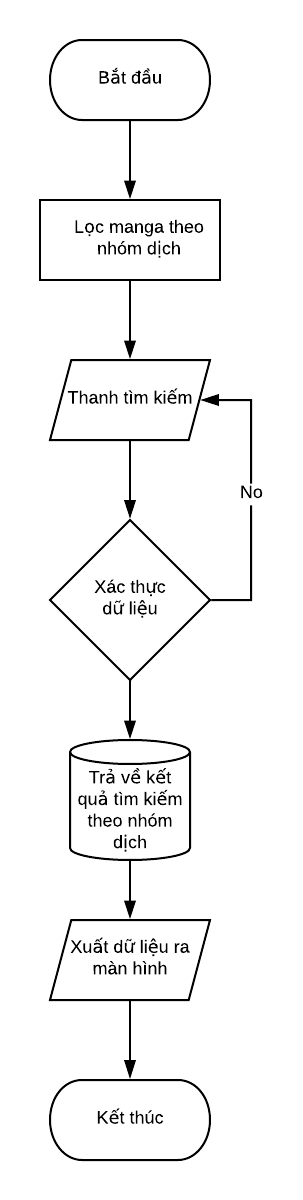 Bắt đầu
Lọc manga theo
nhóm dịch
Thanh tìm kiếm
No
Xác thực
dữ liệu
Trả về kết
quả tìm kiếm
theo nhóm
dịch
Xuất dữ liệu ra
màn hình
Kết thúc